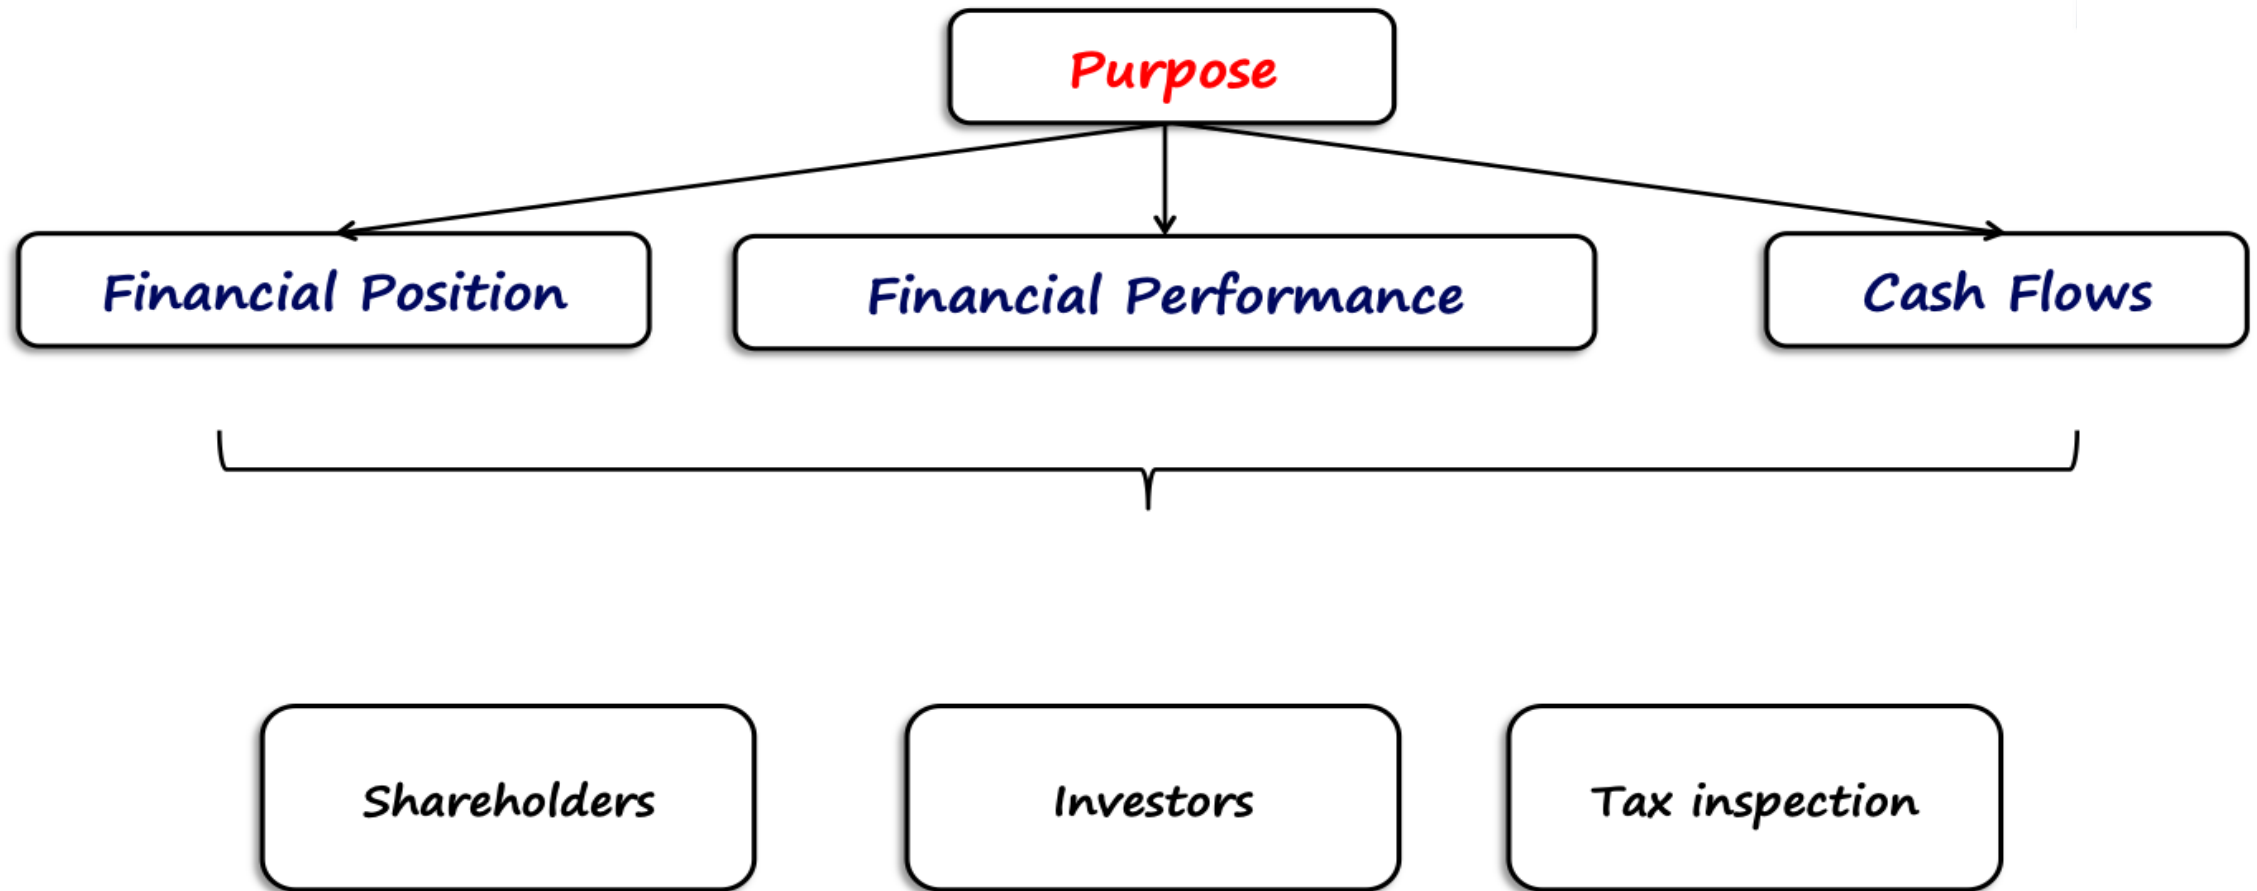 Purpose
Financial Position
Financial Performance
Cash Flows
Shareholders
Investors
Tax inspection